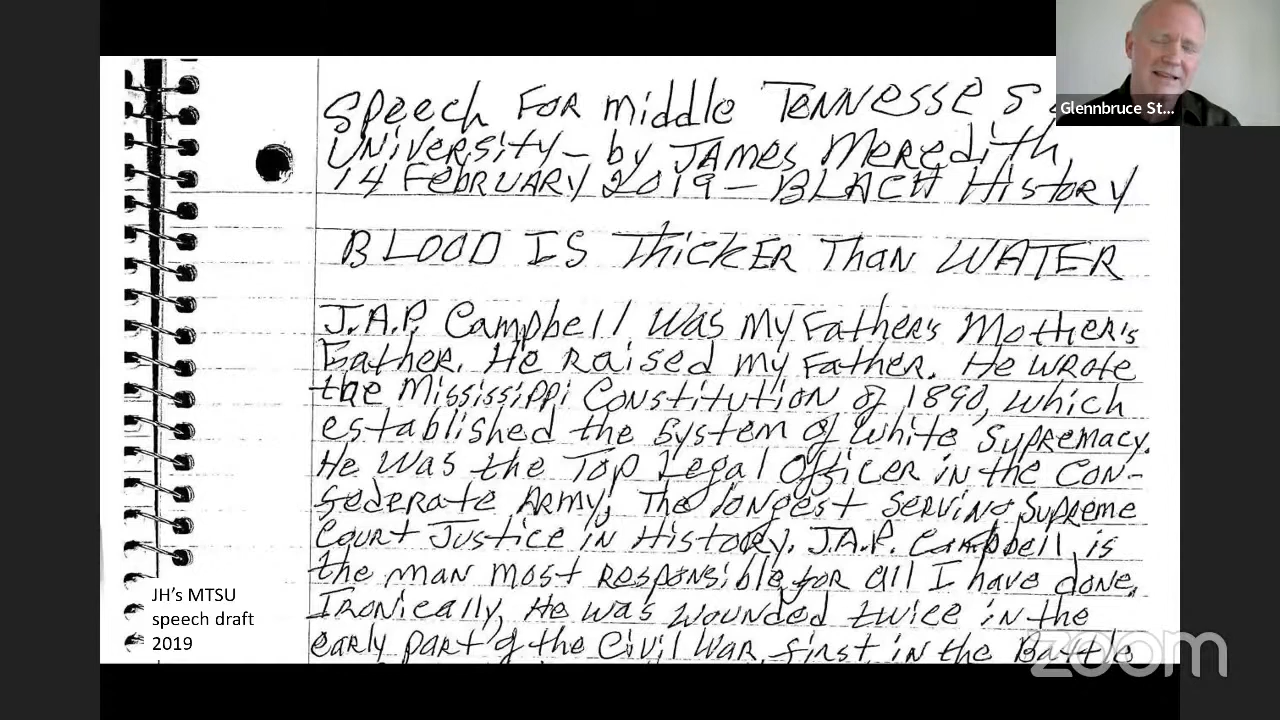 Speech For middle Tennesse S
University - by James Meredith,
14 February 2019 - Black History
BLOOD IS Thicker Than WATER
J.A.P. Campbell was my Father's Mother's
Father. He raised my Father. He wrote
the Mississippi Constitution of 1890, which
established the system of White Supremacy.
He was the Top Legal Officer in the Con-
federate Army, The longest serving Supreme
Court Justice in History. J.A.P. Campbell is
the man most responsible for all I have done.
Ironically, He was wounded twice in the
early part of the Civil War, first in the Battle
JH's MTSU
speech draft
2019
Glennbruce St...
zoom